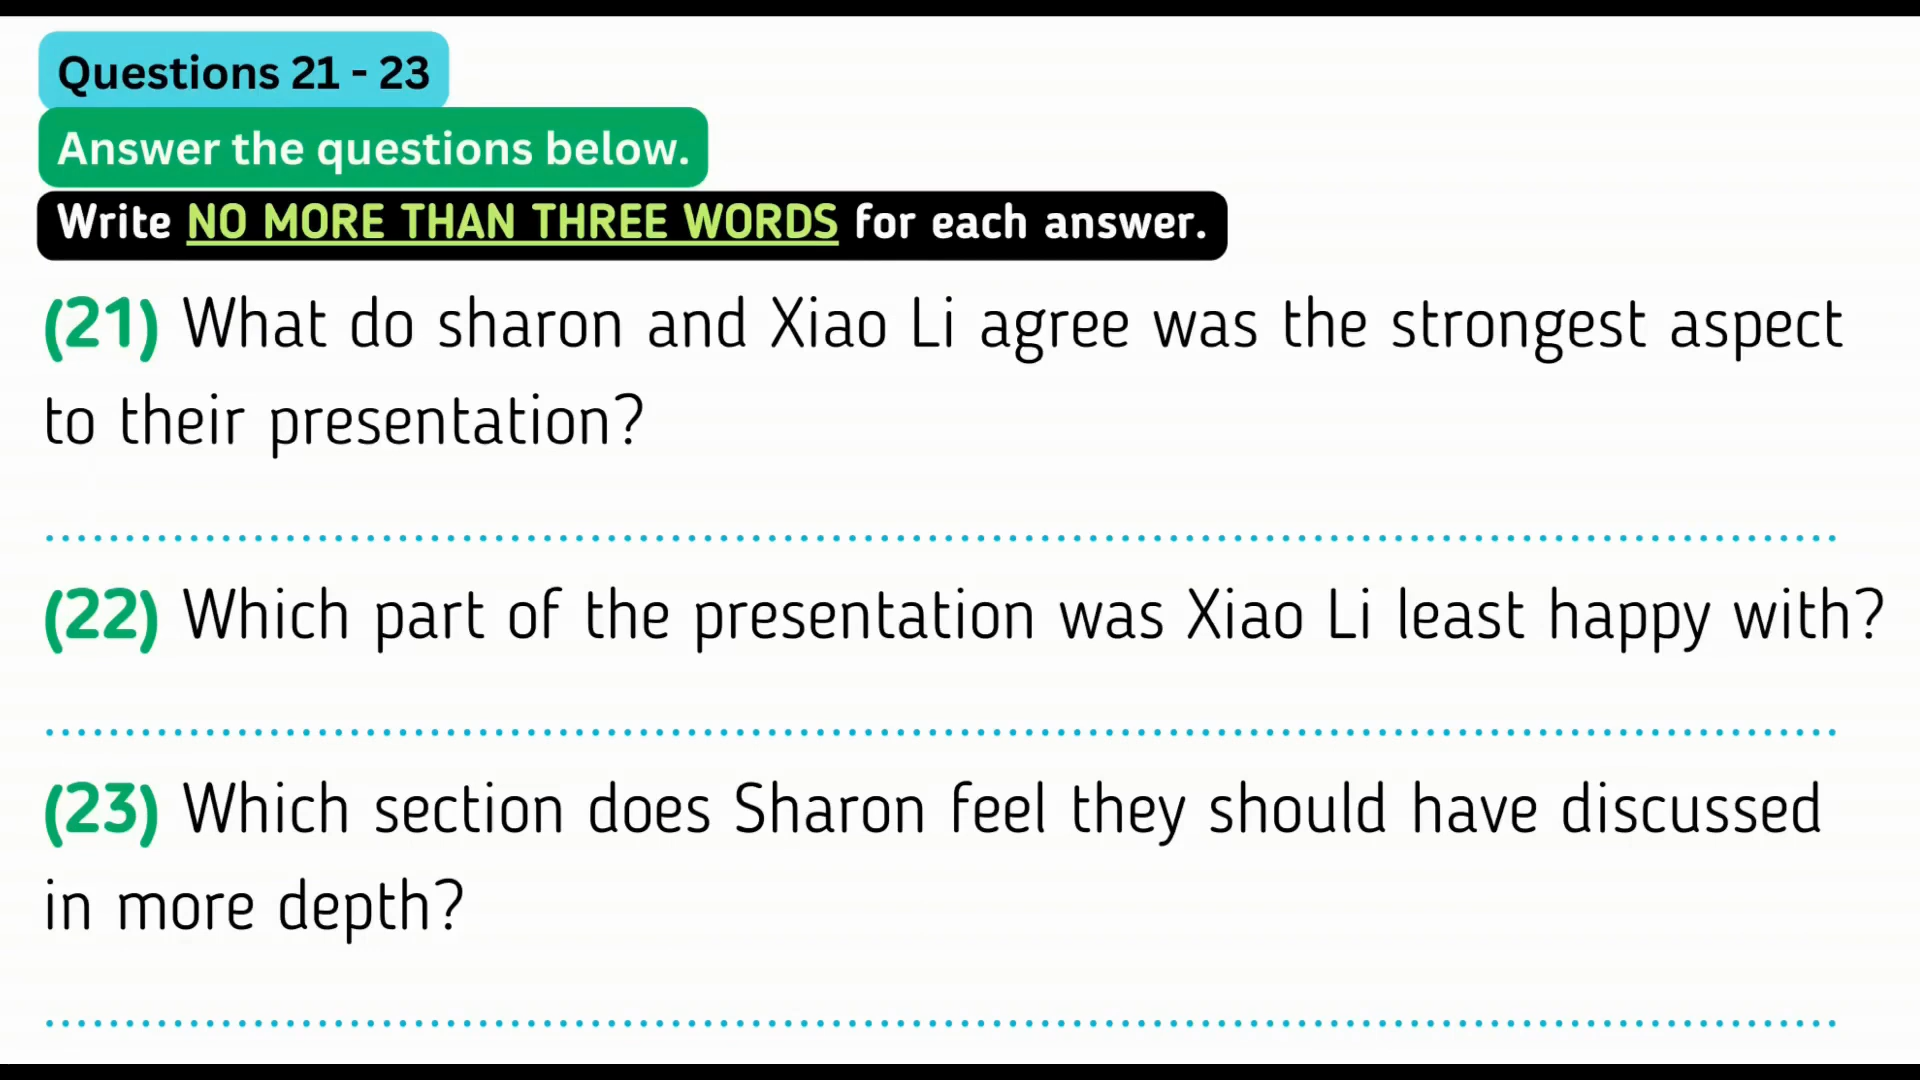 Questions 21 - 23
Answer the questions below.
Write NO MORE THAN THREE WORDS for each answer.
(21) What do sharon and Xiao Li agree was the strongest aspect
to their presentation?
(22) Which part of the presentation was Xiao Li least happy with?
(23) Which section does Sharon feel they should have discussed
in more depth?